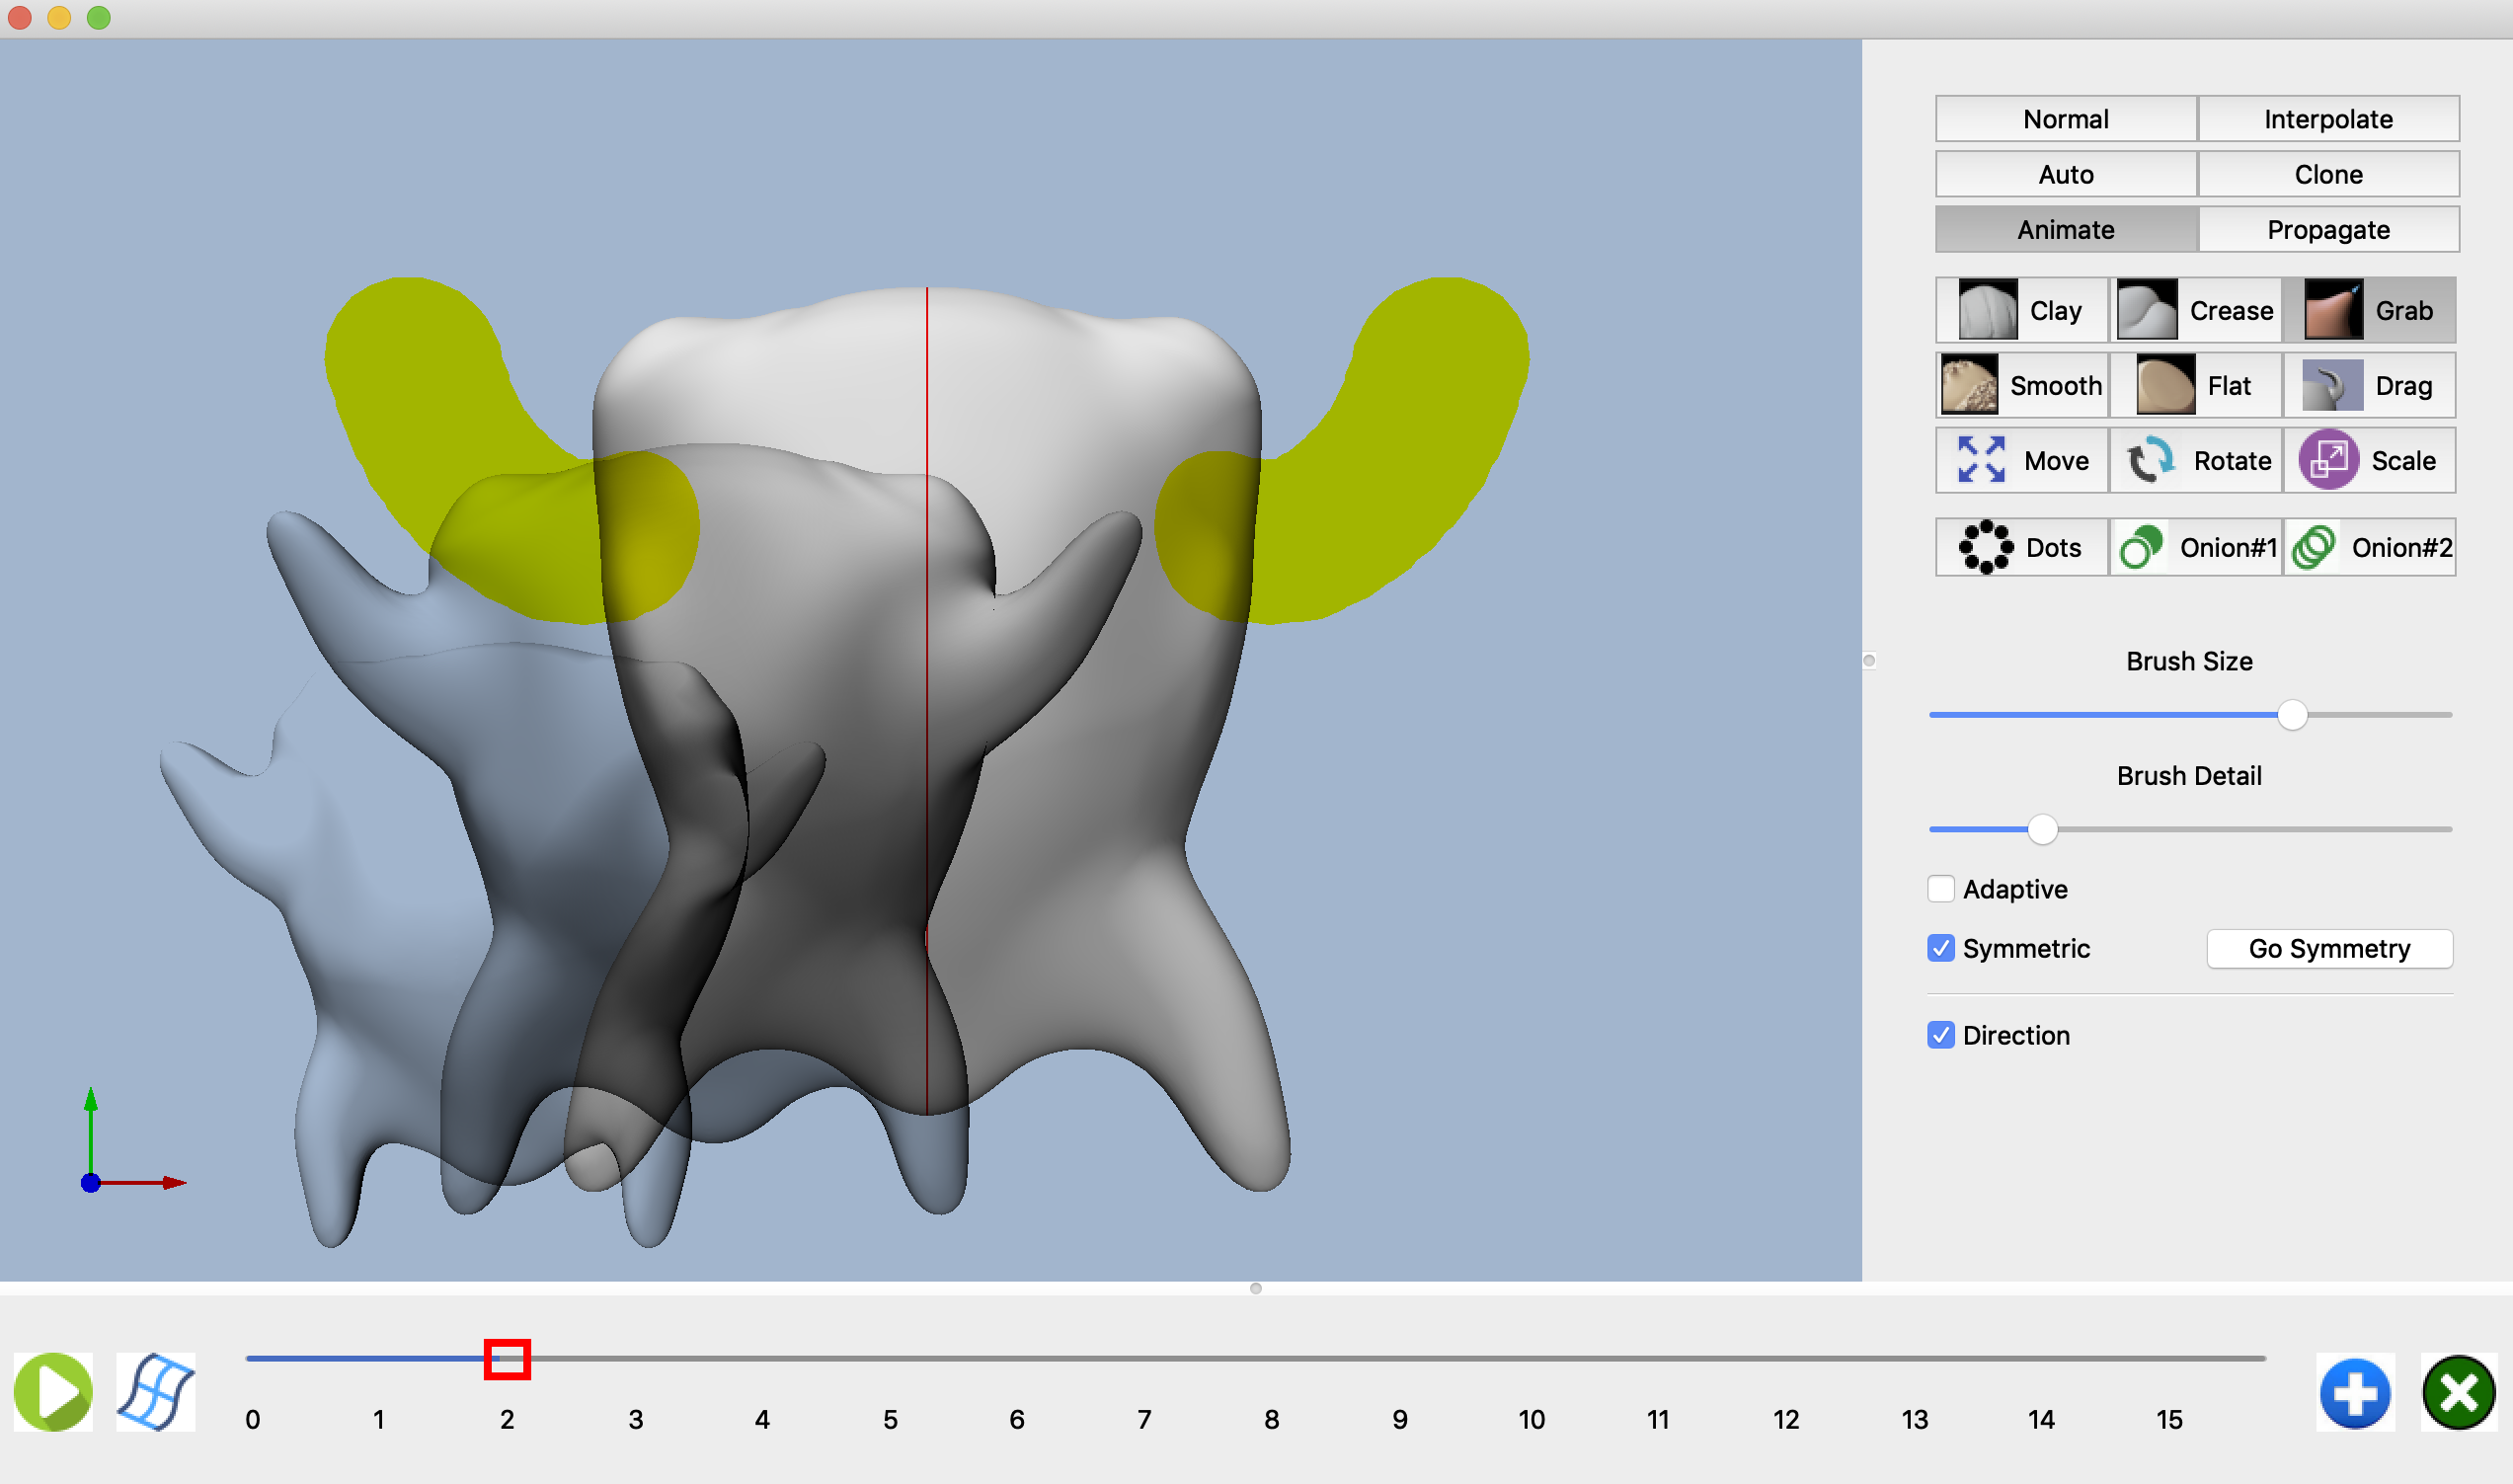 Normal Interpolate
Auto Clone
Animate Propagate
Clay Crease Grab
Smooth Flat Drag
Move Rotate Scale
Dots Onion#1 Onion#2
Brush Size
Brush Detail
Adaptive
Symmetric Go Symmetry
Direction
0 1 2 3 4 5 6 7 8 9 10 11 12 13 14 15